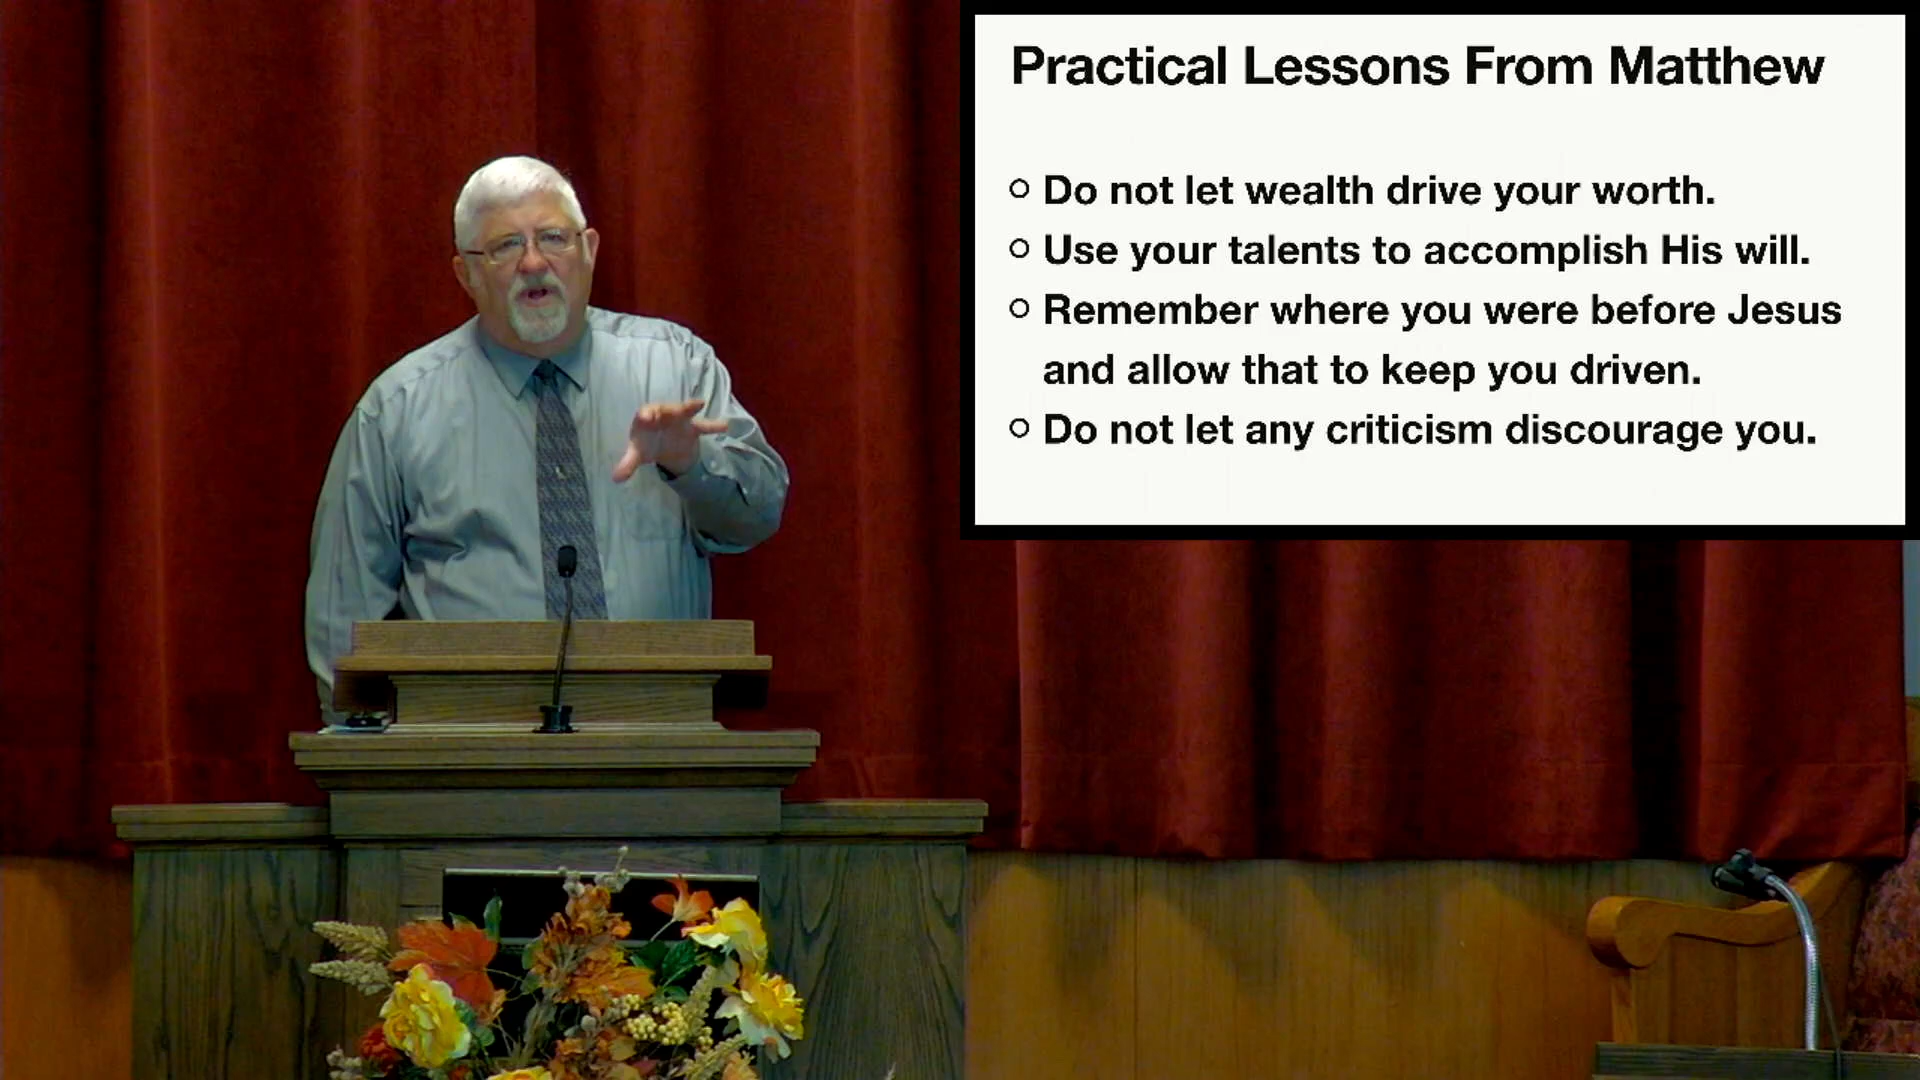 Practical Lessons From Matthew
○ Do not let wealth drive your worth.
○ Use your talents to accomplish His will.
○ Remember where you were before Jesus
and allow that to keep you driven.
○ Do not let any criticism discourage you.